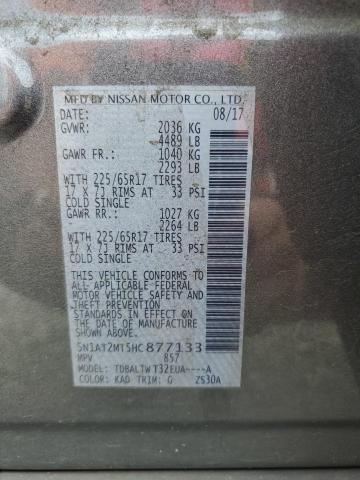 MFD BY NISSAN MOTOR CO., LTD.
DATE: 08/17
GVWR: 2036 KG
4489 LB
GAWR FR.: 1040 KG
2293 LB
WITH 225/65R17 TIRES
17 X 7J RIMS AT 33 PSI
COLD SINGLE
GAWR RR.: 1027 KG
2264 LB
WITH 225/65R17 TIRES
17 X 7J RIMS AT 33 PSI
COLD SINGLE
THIS VEHICLE CONFORMS TO
ALL APPLICABLE FEDERAL
MOTOR VEHICLE SAFETY
AND THEFT PREVENTION
STANDARDS IN EFFECT ON
THE DATE OF MANUFACTURE
SHOWN ABOVE.
5N1AT2MT5HC877133
MPV 857
MODEL: TDBALTWT32EUA----A
COLOR: KAD TRIM: G ZS30A